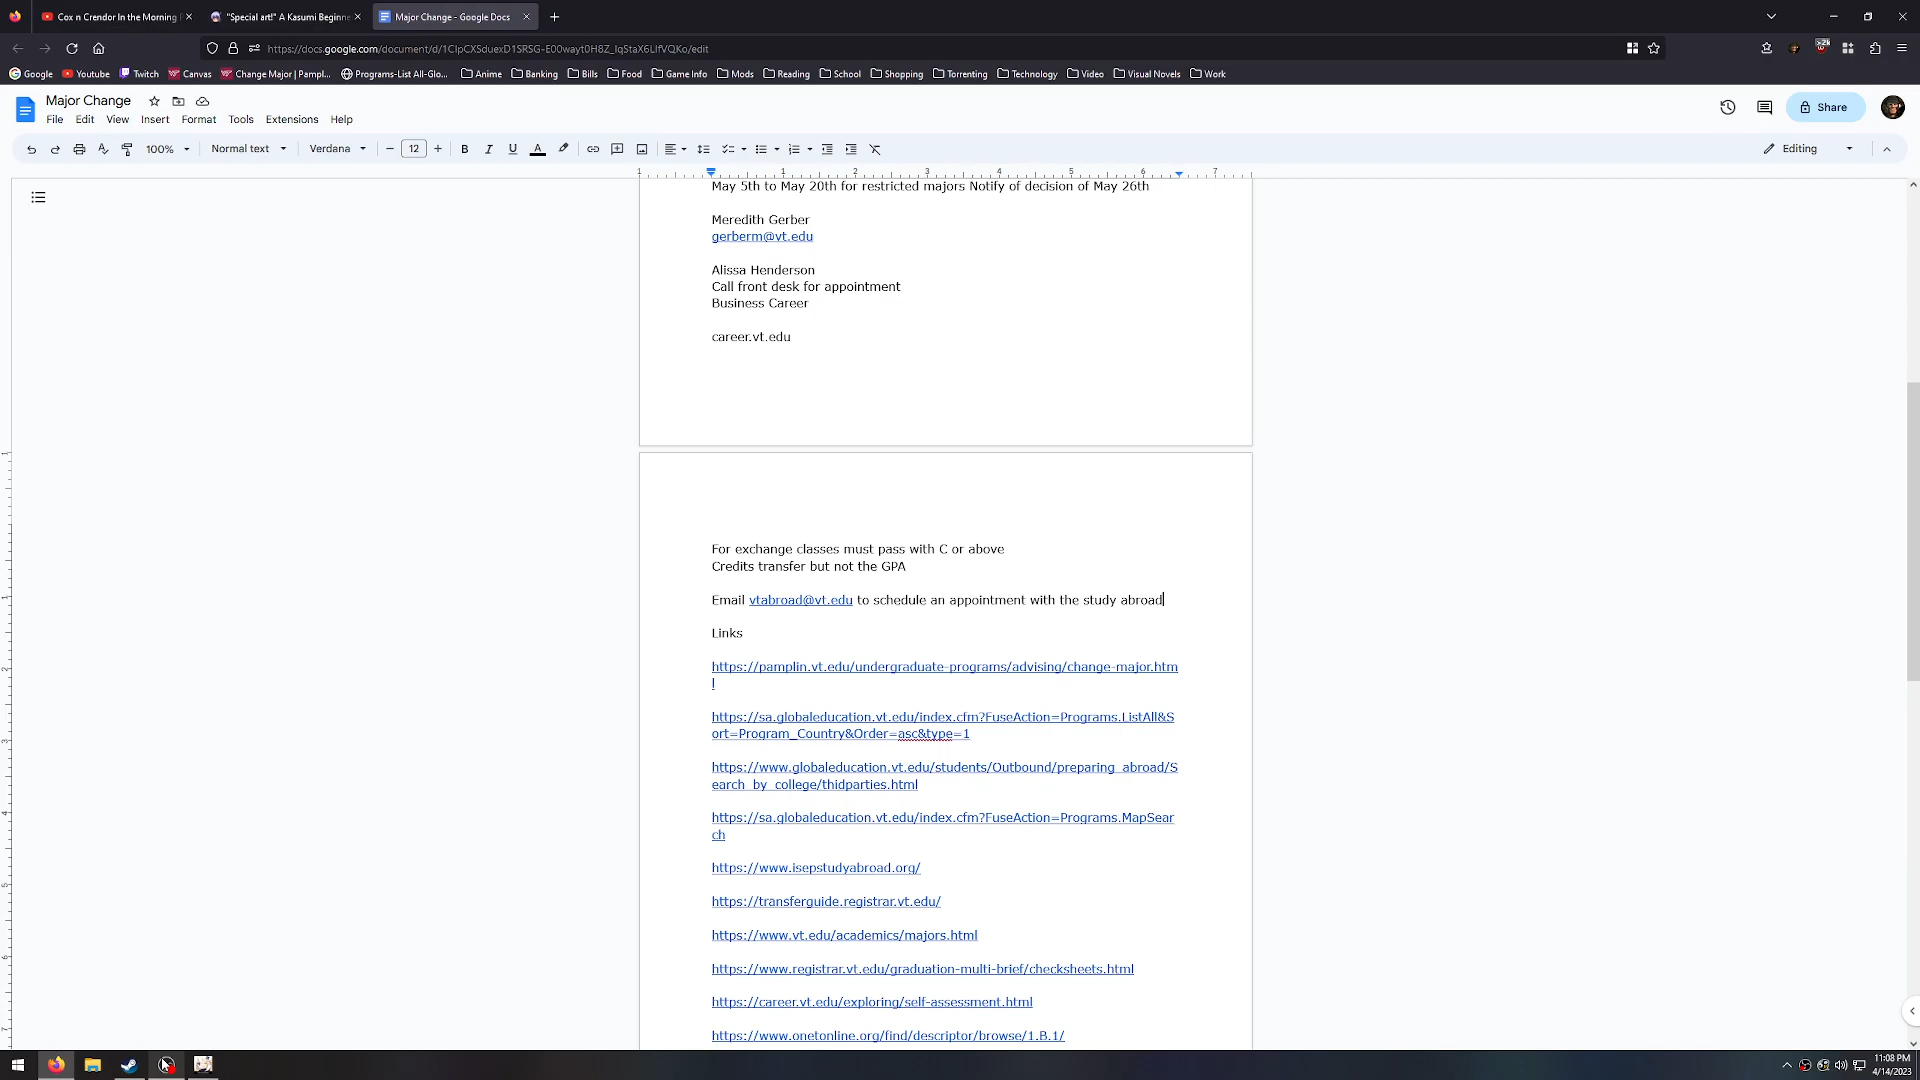 Cox n Crendor In the Morning
"Special art!" A Kasumi Beginne
Major Change - Google Docs
https://docs.google.com/document/d/1CIpCXSduexD1SRSG-E00wayt0H8Z_IqStaX6LIfVQKo/edit
Google Youtube Twitch Canvas Change Major | Pampl... Programs-List All-Glo... Anime Banking Bills Food Game Info Mods Reading School Shopping Torrenting Technology Video Visual Novels Work
Major Change
Share
File Edit View Insert Format Tools Extensions Help
100% Normal text Verdana 12 B I U A Editing
1 1 2 3 4 5 6 7
May 5th to May 20th for restricted majors Notify of decision of May 26th
Meredith Gerber
gerberm@vt.edu
Alissa Henderson
Call front desk for appointment
Business Career
career.vt.edu
For exchange classes must pass with C or above
Credits transfer but not the GPA
Email vtabroad@vt.edu to schedule an appointment with the study abroad
Links
https://pamplin.vt.edu/undergraduate-programs/advising/change-major.htm
l
https://sa.globaleducation.vt.edu/index.cfm?FuseAction=Programs.ListAll&S
ort=Program_Country&Order=asc&type=1
https://www.globaleducation.vt.edu/students/Outbound/preparing_abroad/S
earch_by_college/thidparties.html
https://sa.globaleducation.vt.edu/index.cfm?FuseAction=Programs.MapSear
ch
https://www.isepstudyabroad.org/
https://transferguide.registrar.vt.edu/
https://www.vt.edu/academics/majors.html
https://www.registrar.vt.edu/graduation-multi-brief/checksheets.html
https://career.vt.edu/exploring/self-assessment.html
https://www.onetonline.org/find/descriptor/browse/1.B.1/
11:08 PM
4/14/2023